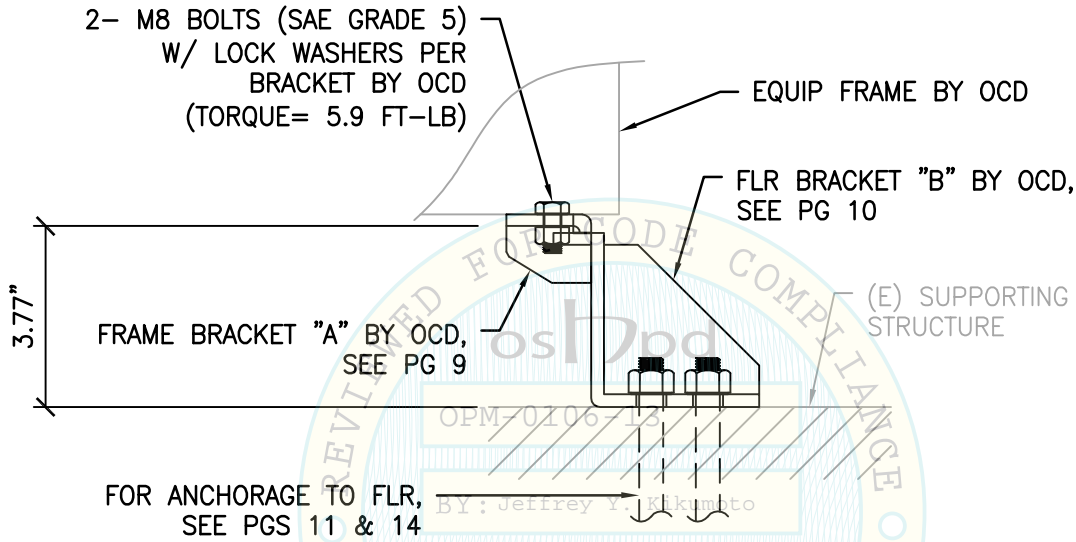 2- M8 BOLTS (SAE GRADE 5)
W/ LOCK WASHERS PER
BRACKET BY OCD
(TORQUE= 5.9 FT-LB)
EQUIP FRAME BY OCD
FLR BRACKET "B" BY OCD,
SEE PG 10
3.77"
FRAME BRACKET "A" BY OCD,
SEE PG 9
(E) SUPPORTING
STRUCTURE
FOR ANCHORAGE TO FLR,
SEE PGS 11 & 14
REVIEWED FOR CODE COMPLIANCE
oshpd
OPM-0106-13
BY: Jeffrey Y. Kikumoto